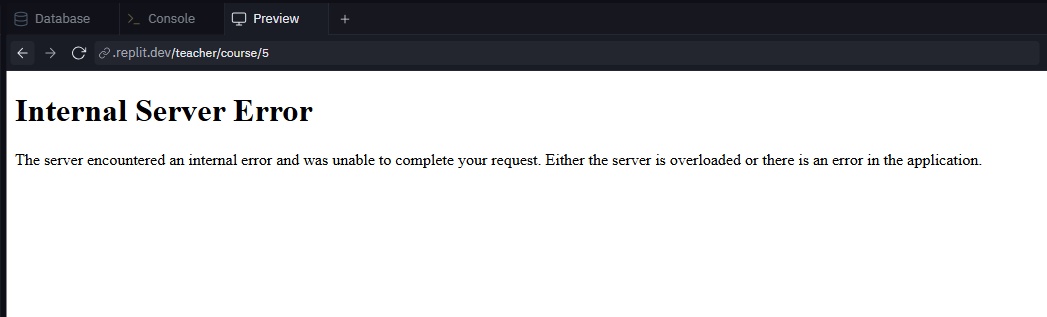 Database >_ Console Preview +
.replit.dev/teacher/course/5
Internal Server Error
The server encountered an internal error and was unable to complete your request. Either the server is overloaded or there is an error in the application.